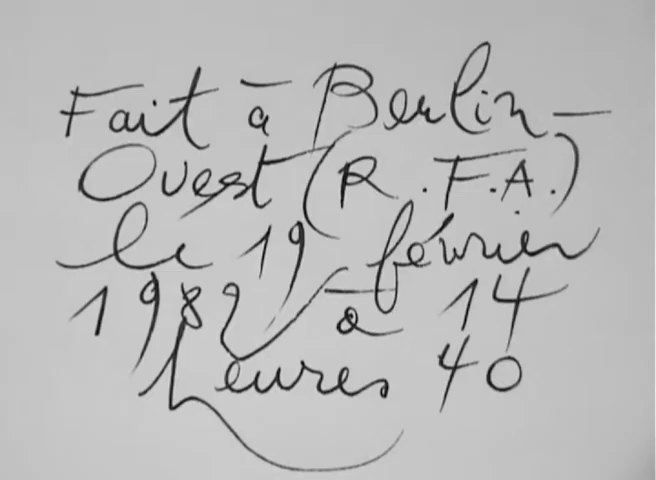 Fait à Berlin-
Ouest (R.F.A.)
le 19 février
1982 à 14
heures 40